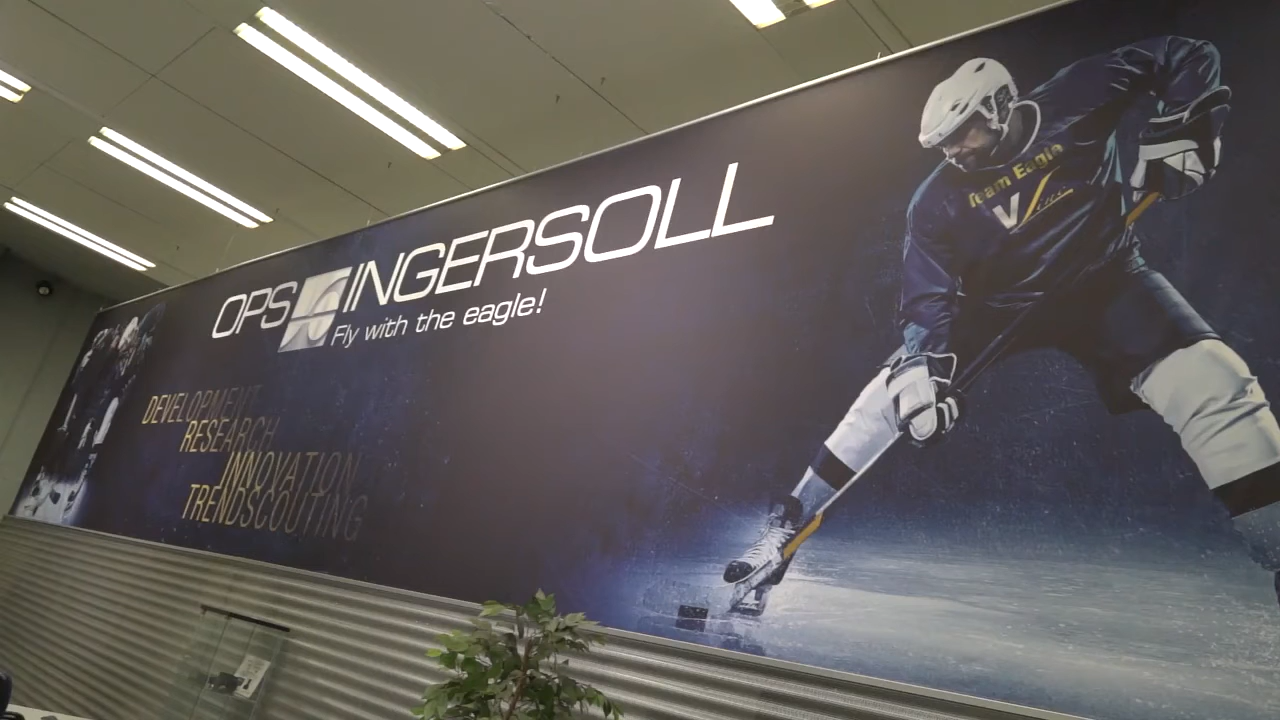 OPS INGERSOLL
Fly with the eagle!
DEVELOPMENT
RESEARCH
INNOVATION
TRENDSCOUTING
Team Eagle